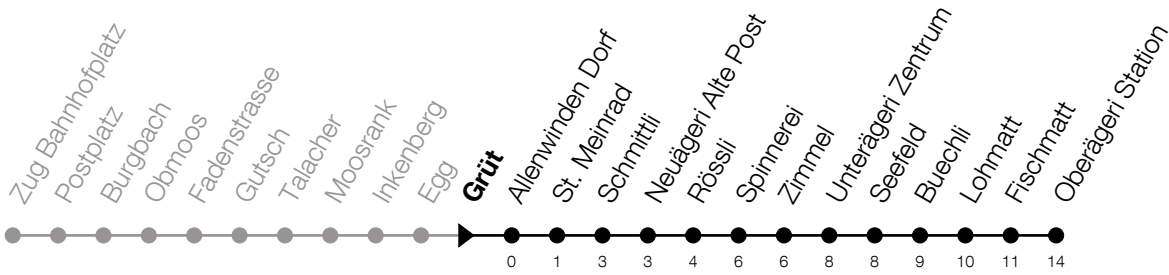 Zug Bahnhofplatz
Postplatz
Burgbach
Obmoos
Fadenstrasse
Gutsch
Talacher
Moosrank
Inkenberg
Egg
Grüt
Allenwinden Dorf
St. Meinrad
Schmittli
Neuägeri Alte Post
Rössli
Spinnerei
Zimmel
Unterägeri Zentrum
Seefeld
Buechli
Lohmatt
Fischmatt
Oberägeri Station
0 1 3 3 4 6 6 8 8 9 10 11 14